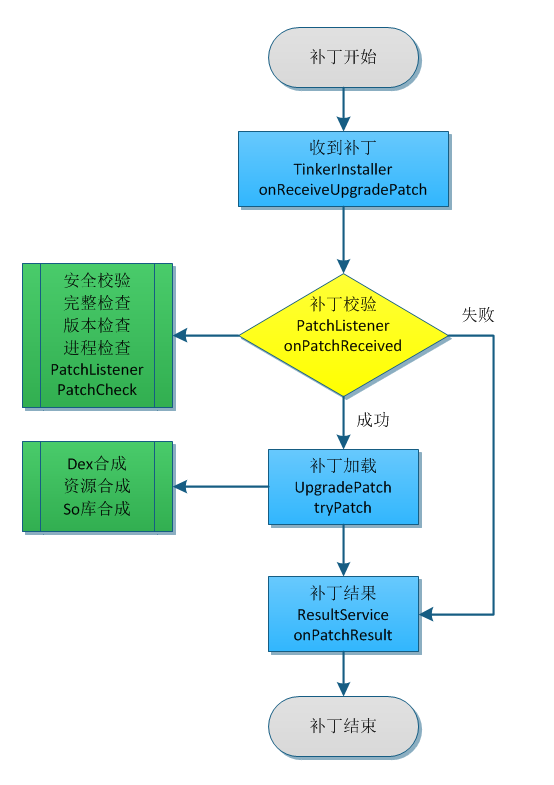 补丁开始
收到补丁
TinkerInstaller
onReceiveUpgradePatch
安全校验
完整检查
版本检查
进程检查
PatchListener
PatchCheck
补丁校验
PatchListener
onPatchReceived
失败
成功
Dex合成
资源合成
So库合成
补丁加载
UpgradePatch
tryPatch
补丁结果
ResultService
onPatchResult
补丁结束